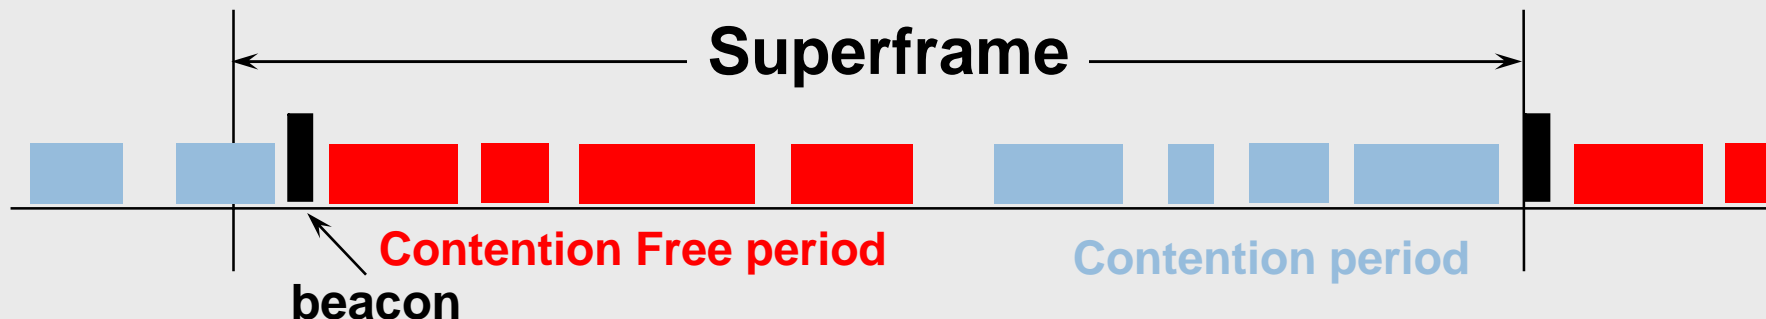 Superframe
Contention Free period
Contention period
beacon